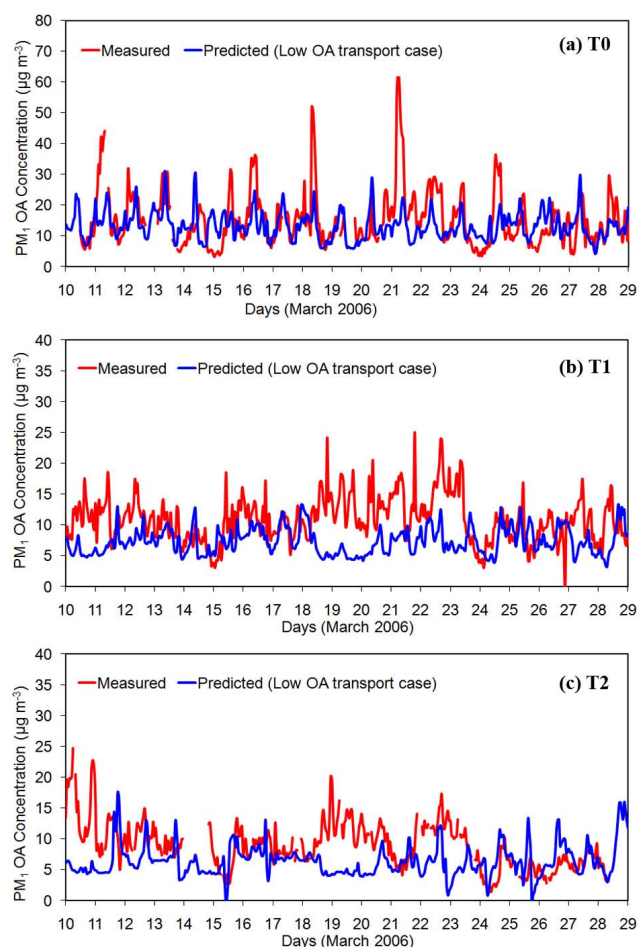 80
70
60
50
40
30
20
10
0
PM₁ OA Concentration (µg m⁻³)
Measured Predicted (Low OA transport case) (a) T0
10 11 12 13 14 15 16 17 18 19 20 21 22 23 24 25 26 27 28 29
Days (March 2006)
40
35
30
25
20
15
10
5
0
PM₁ OA Concentration (µg m⁻³)
Measured Predicted (Low OA transport case) (b) T1
10 11 12 13 14 15 16 17 18 19 20 21 22 23 24 25 26 27 28 29
Days (March 2006)
40
35
30
25
20
15
10
5
0
PM₁ OA Concentration (µg m⁻³)
Measured Predicted (Low OA transport case) (c) T2
10 11 12 13 14 15 16 17 18 19 20 21 22 23 24 25 26 27 28 29
Days (March 2006)